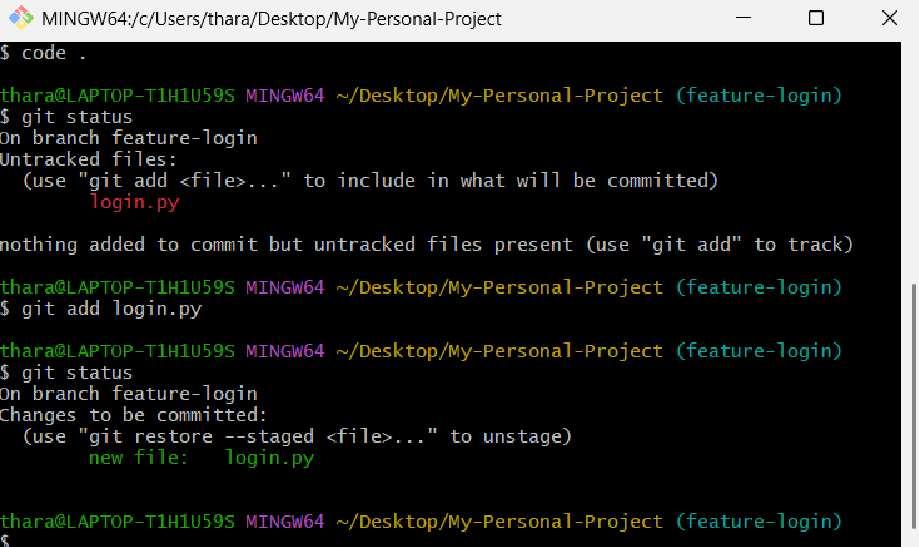 MINGW64:/c/Users/thara/Desktop/My-Personal-Project
$ code .
thara@LAPTOP-T1H1U59S MINGW64 ~/Desktop/My-Personal-Project (feature-login)
$ git status
On branch feature-login
Untracked files:
  (use "git add <file>..." to include in what will be committed)
        login.py
nothing added to commit but untracked files present (use "git add" to track)
thara@LAPTOP-T1H1U59S MINGW64 ~/Desktop/My-Personal-Project (feature-login)
$ git add login.py
thara@LAPTOP-T1H1U59S MINGW64 ~/Desktop/My-Personal-Project (feature-login)
$ git status
On branch feature-login
Changes to be committed:
  (use "git restore --staged <file>..." to unstage)
        new file:   login.py
thara@LAPTOP-T1H1U59S MINGW64 ~/Desktop/My-Personal-Project (feature-login)
$